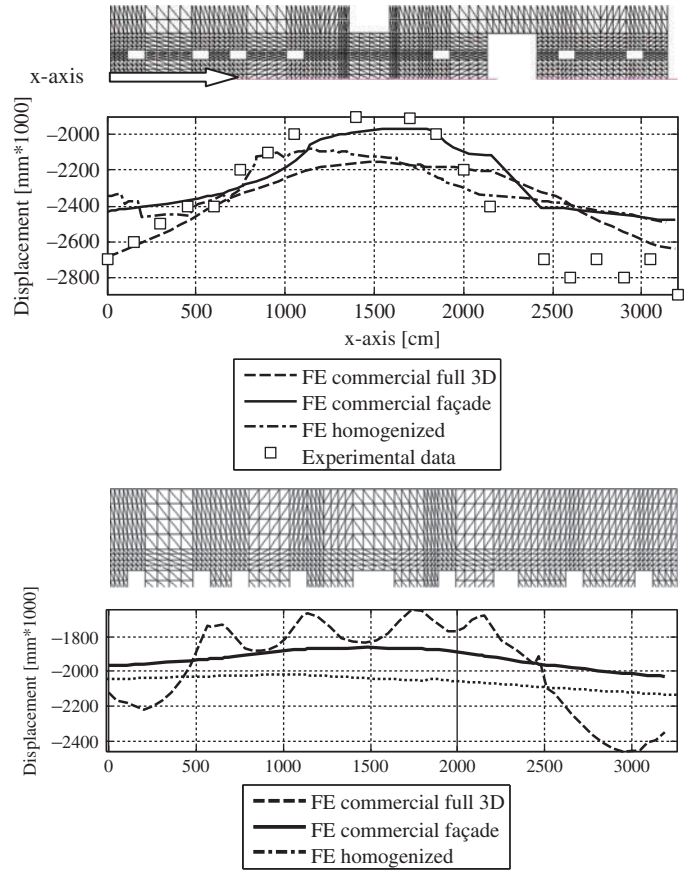 x-axis
Displacement [mm*1000]
−2000
−2200
−2400
−2600
−2800
0 500 1000 1500 2000 2500 3000
x-axis [cm]
FE commercial full 3D
FE commercial façade
FE homogenized
Experimental data
Displacement [mm*1000]
−1800
−2000
−2200
−2400
0 500 1000 1500 2000 2500 3000
FE commercial full 3D
FE commercial façade
FE homogenized